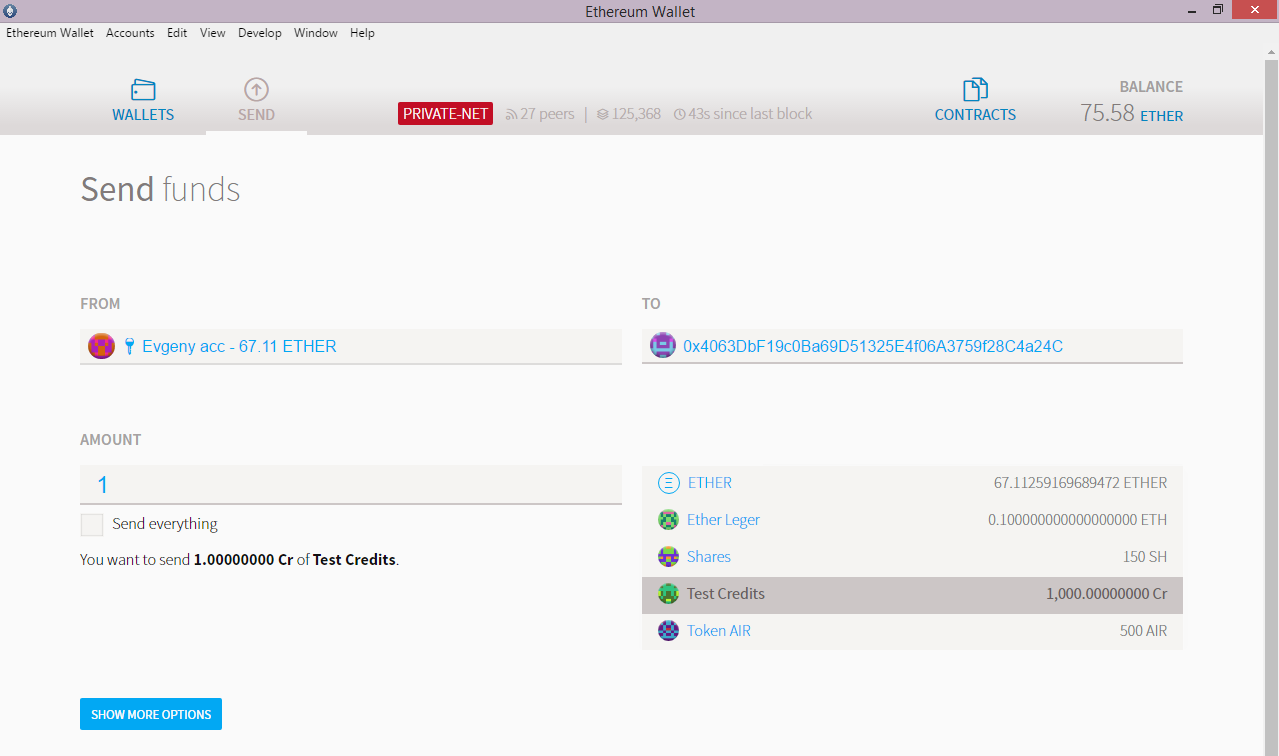 Ethereum Wallet
Ethereum Wallet Accounts Edit View Develop Window Help
WALLETS
SEND
PRIVATE-NET 27 peers | 125,368 43s since last block
CONTRACTS
BALANCE
75.58 ETHER
Send funds
FROM
Evgeny acc - 67.11 ETHER
TO
0x4063DbF19c0Ba69D51325E4f06A3759f28C4a24C
AMOUNT
1
Send everything
You want to send 1.00000000 Cr of Test Credits.
ETHER 67.11259169689472 ETHER
Ether Leger 0.100000000000000000 ETH
Shares 150 SH
Test Credits 1,000.00000000 Cr
Token AIR 500 AIR
SHOW MORE OPTIONS